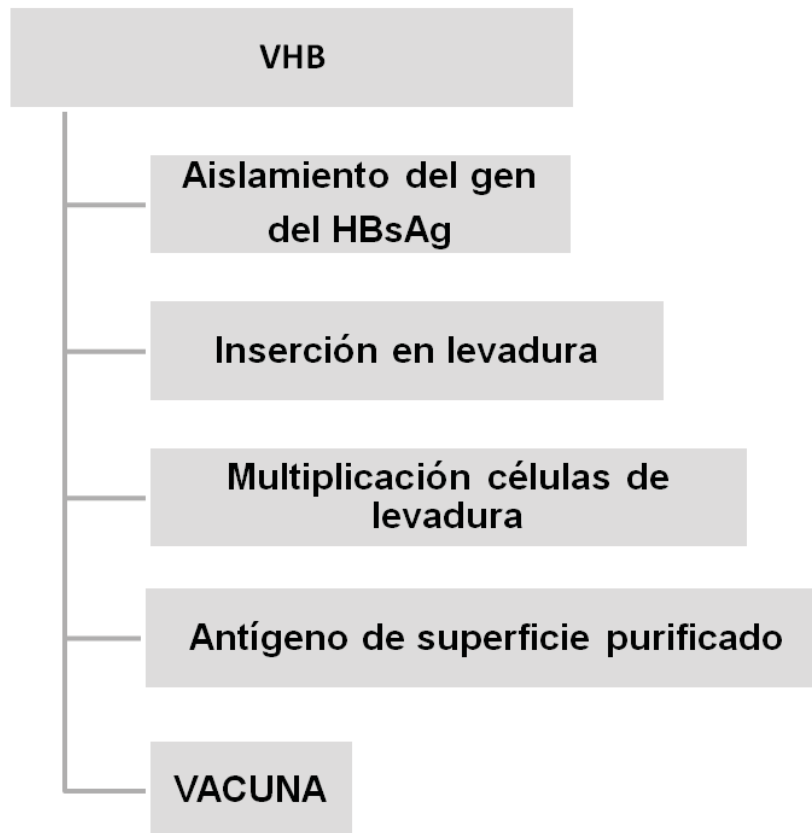 VHB
Aislamiento del gen
del HBsAg
Inserción en levadura
Multiplicación células de
levadura
Antígeno de superficie purificado
VACUNA